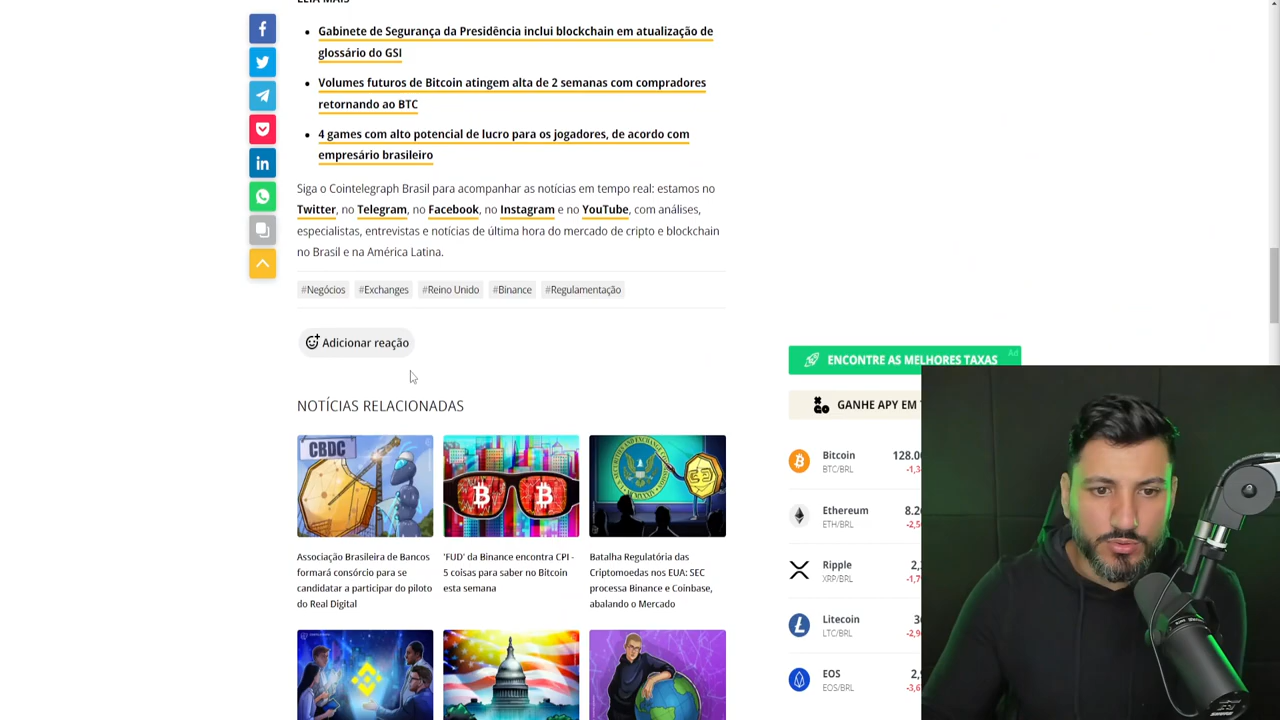 LEIA MAIS
Gabinete de Segurança da Presidência inclui blockchain em atualização de
glossário do GSI
Volumes futuros de Bitcoin atingem alta de 2 semanas com compradores
retornando ao BTC
4 games com alto potencial de lucro para os jogadores, de acordo com
empresário brasileiro
Siga o Cointelegraph Brasil para acompanhar as notícias em tempo real: estamos no
Twitter, no Telegram, no Facebook, no Instagram e no YouTube, com análises,
especialistas, entrevistas e notícias de última hora do mercado de cripto e blockchain
no Brasil e na América Latina.
#Negócios #Exchanges #Reino Unido #Binance #Regulamentação
Adicionar reação
NOTÍCIAS RELACIONADAS
CBDC
Associação Brasileira de Bancos
formará consórcio para se
candidatar a participar do piloto
do Real Digital
'FUD' da Binance encontra CPI -
5 coisas para saber no Bitcoin
esta semana
Batalha Regulatória das
Criptomoedas nos EUA: SEC
processa Binance e Coinbase,
abalando o Mercado
Ad
ENCONTRE AS MELHORES TAXAS
GANHE APY EM
Bitcoin
BTC/BRL
Ethereum
ETH/BRL
Ripple
XRP/BRL
Litecoin
LTC/BRL
EOS
EOS/BRL